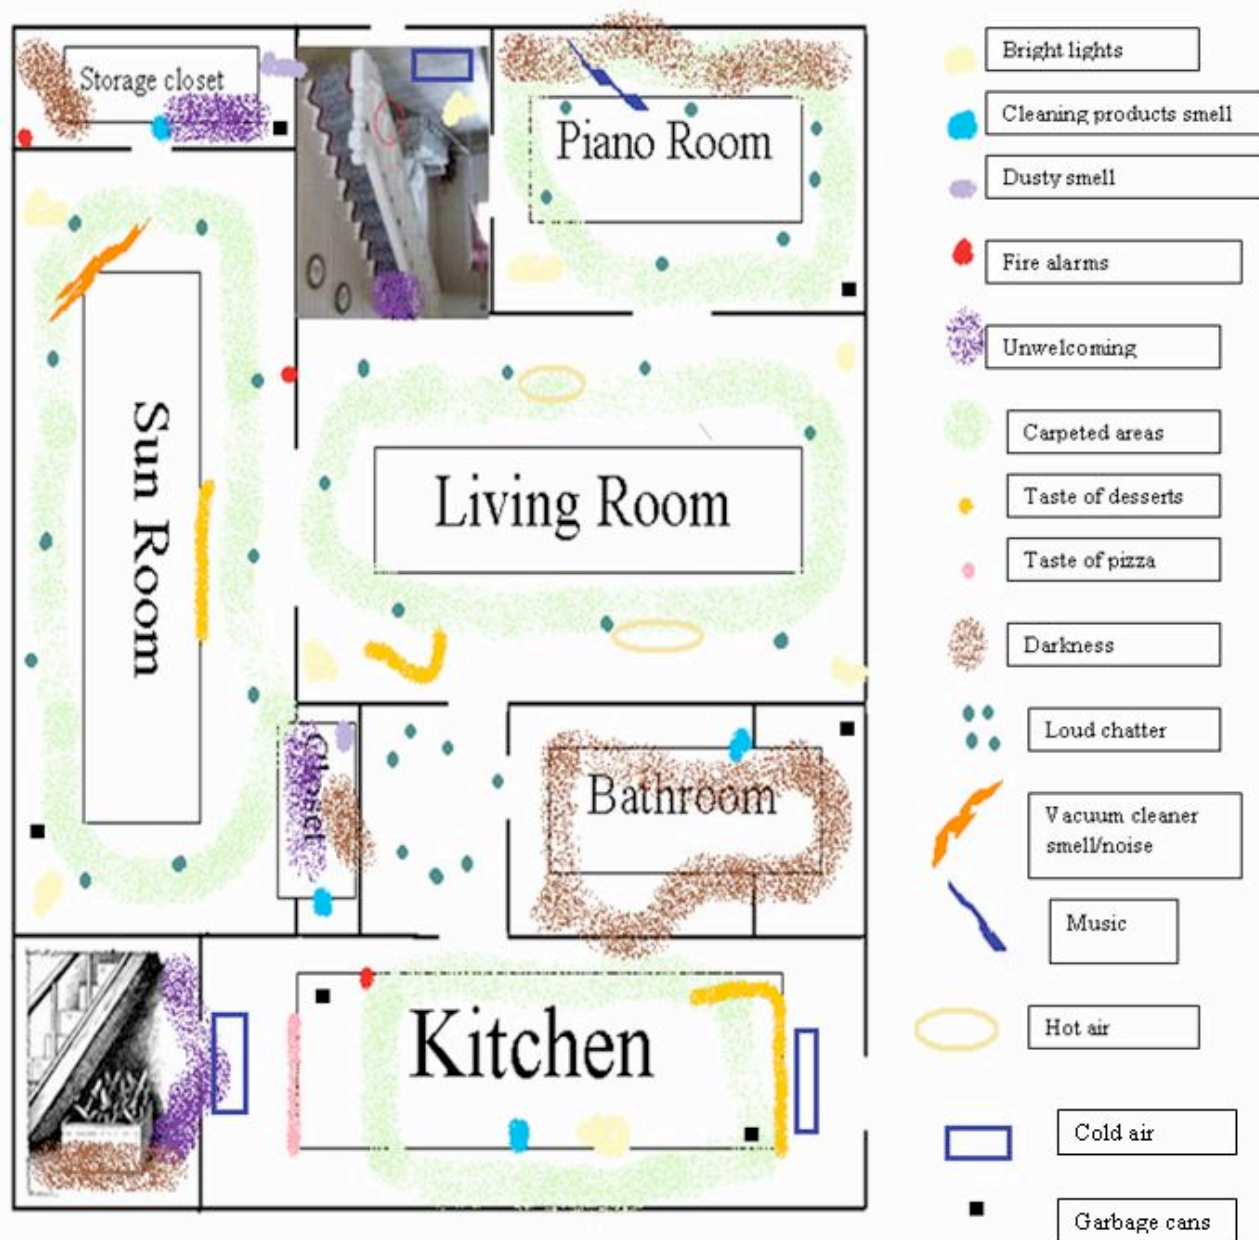 Storage closet
Piano Room
Sun Room
Living Room
Closet
Bathroom
Kitchen
Bright lights
Cleaning products smell
Dusty smell
Fire alarms
Unwelcoming
Carpeted areas
Taste of desserts
Taste of pizza
Darkness
Loud chatter
Vacuum cleaner
smell/noise
Music
Hot air
Cold air
Garbage cans